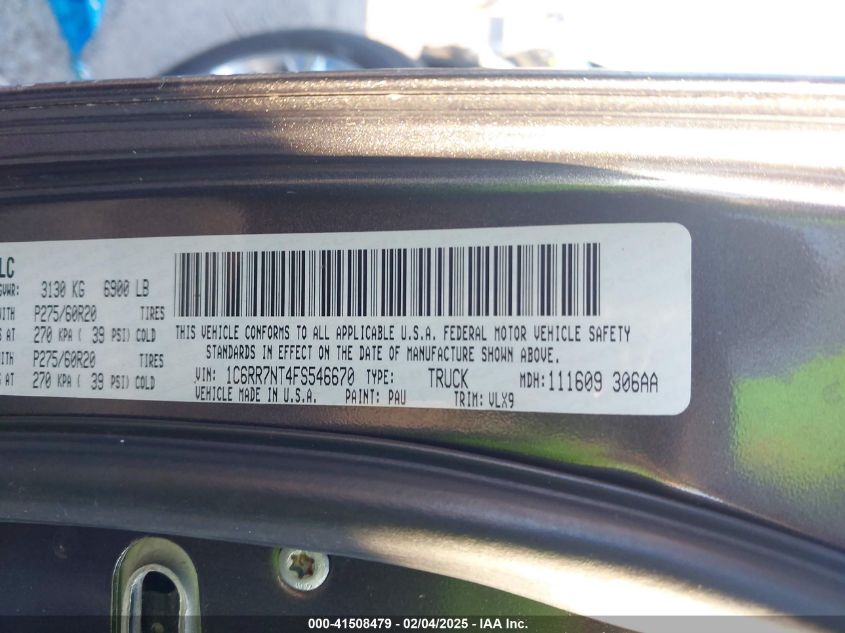 LC
GVWR: 3130 KG 6900 LB
WITH P275/60R20 TIRES
S AT 270 KPA ( 39 PSI) COLD
WITH P275/60R20 TIRES
S AT 270 KPA ( 39 PSI) COLD
THIS VEHICLE CONFORMS TO ALL APPLICABLE U.S.A. FEDERAL MOTOR VEHICLE SAFETY
STANDARDS IN EFFECT ON THE DATE OF MANUFACTURE SHOWN ABOVE.
VIN: 1C6RR7NT4FS546670 TYPE: TRUCK MDH:111609 306AA
VEHICLE MADE IN U.S.A. PAINT: PAU TRIM: VLX9
000-41508479 - 02/04/2025 - IAA Inc.